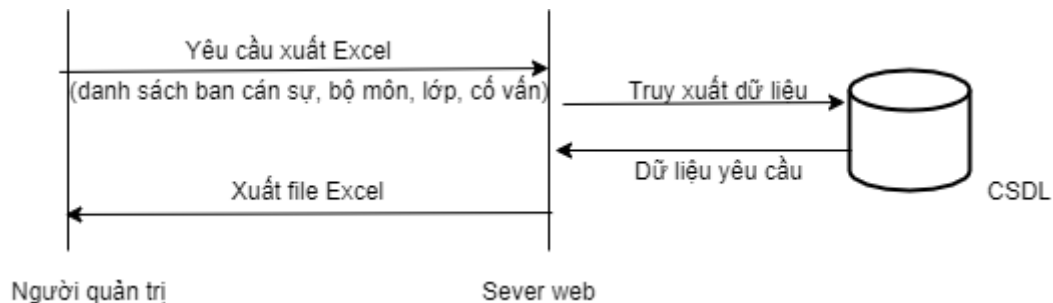 Yêu cầu xuất Excel
(danh sách ban cán sự, bộ môn, lớp, cố vấn)
Truy xuất dữ liệu
Dữ liệu yêu cầu
Xuất file Excel
CSDL
Người quản trị
Sever web